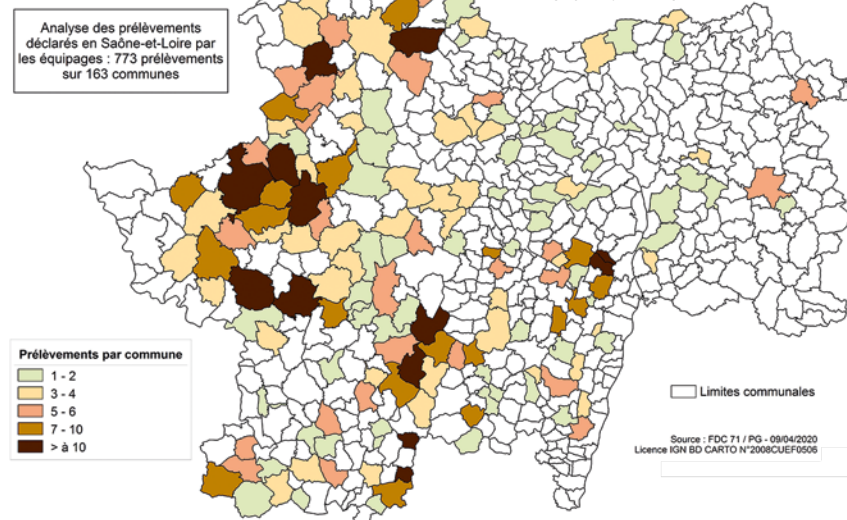 Analyse des prélèvements
déclarés en Saône-et-Loire par
les équipages : 773 prélèvements
sur 163 communes
Prélèvements par commune
1 - 2
3 - 4
5 - 6
7 - 10
> à 10
Limites communales
Source : FDC 71 / PG - 09/04/2020
Licence IGN BD CARTO N°2008CUEF0506